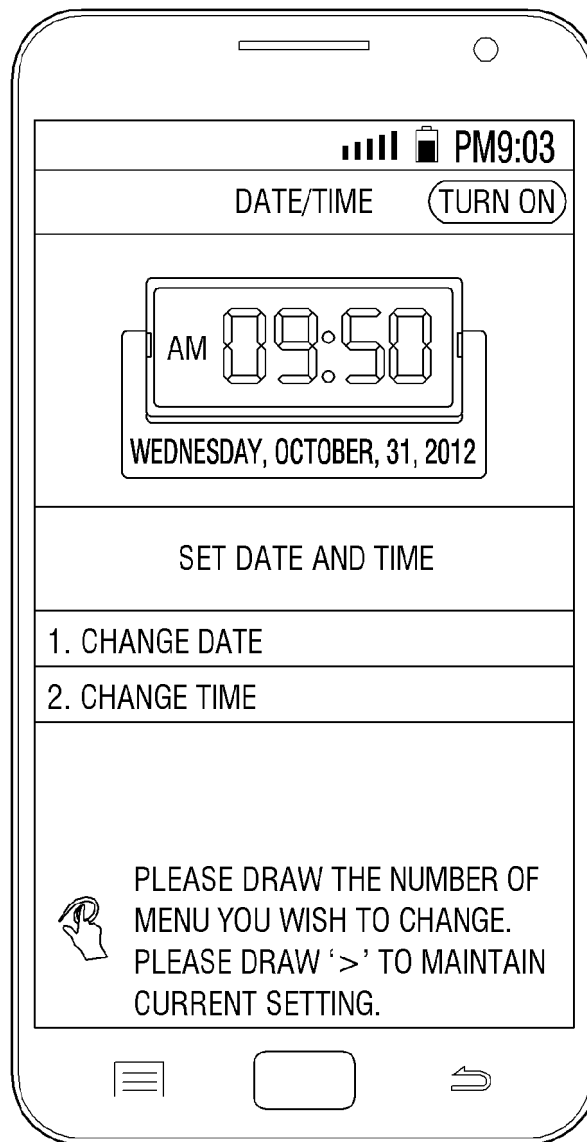 PM9:03
DATE/TIME TURN ON
AM 09:50
WEDNESDAY, OCTOBER, 31, 2012
SET DATE AND TIME
1. CHANGE DATE
2. CHANGE TIME
PLEASE DRAW THE NUMBER OF
MENU YOU WISH TO CHANGE.
PLEASE DRAW ‘>’ TO MAINTAIN
CURRENT SETTING.